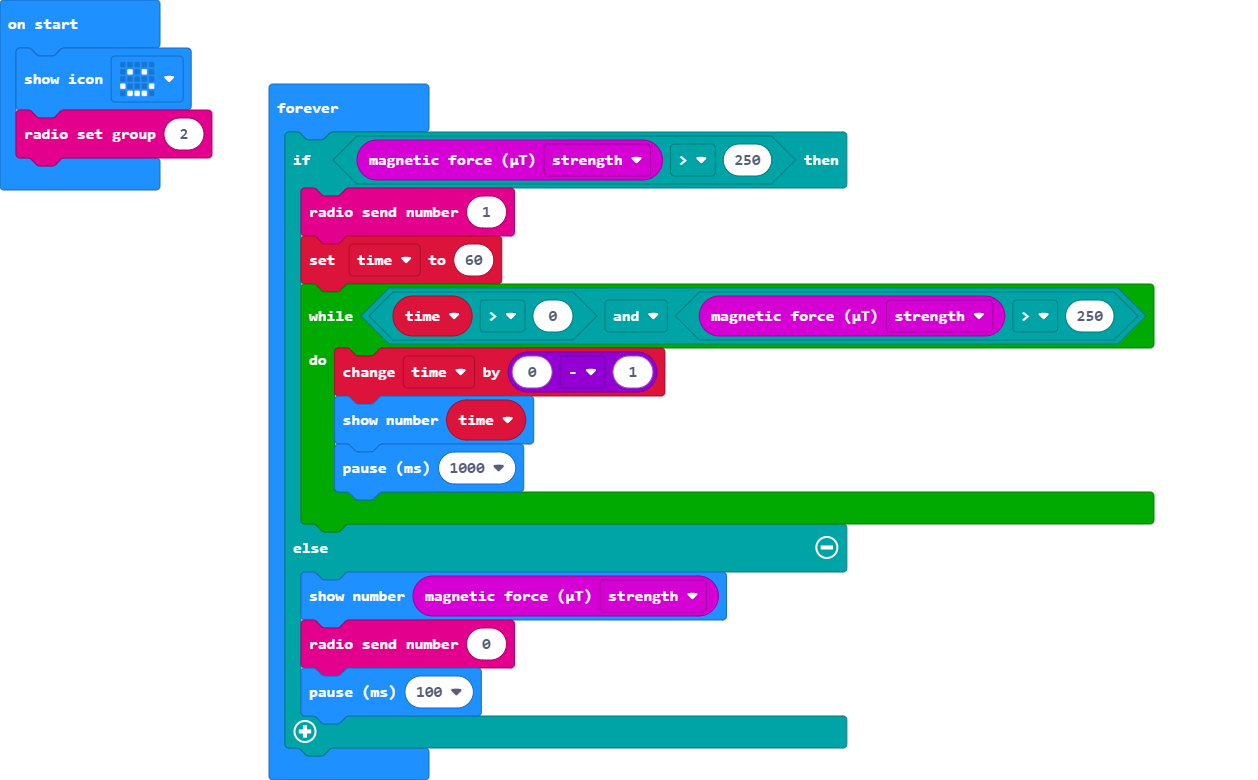 on start
show icon
radio set group 2
forever
if magnetic force (µT) strength > 250 then
radio send number 1
set time to 60
while time > 0 and magnetic force (µT) strength > 250
do
change time by 0 - 1
show number time
pause (ms) 1000
else
show number magnetic force (µT) strength
radio send number 0
pause (ms) 100